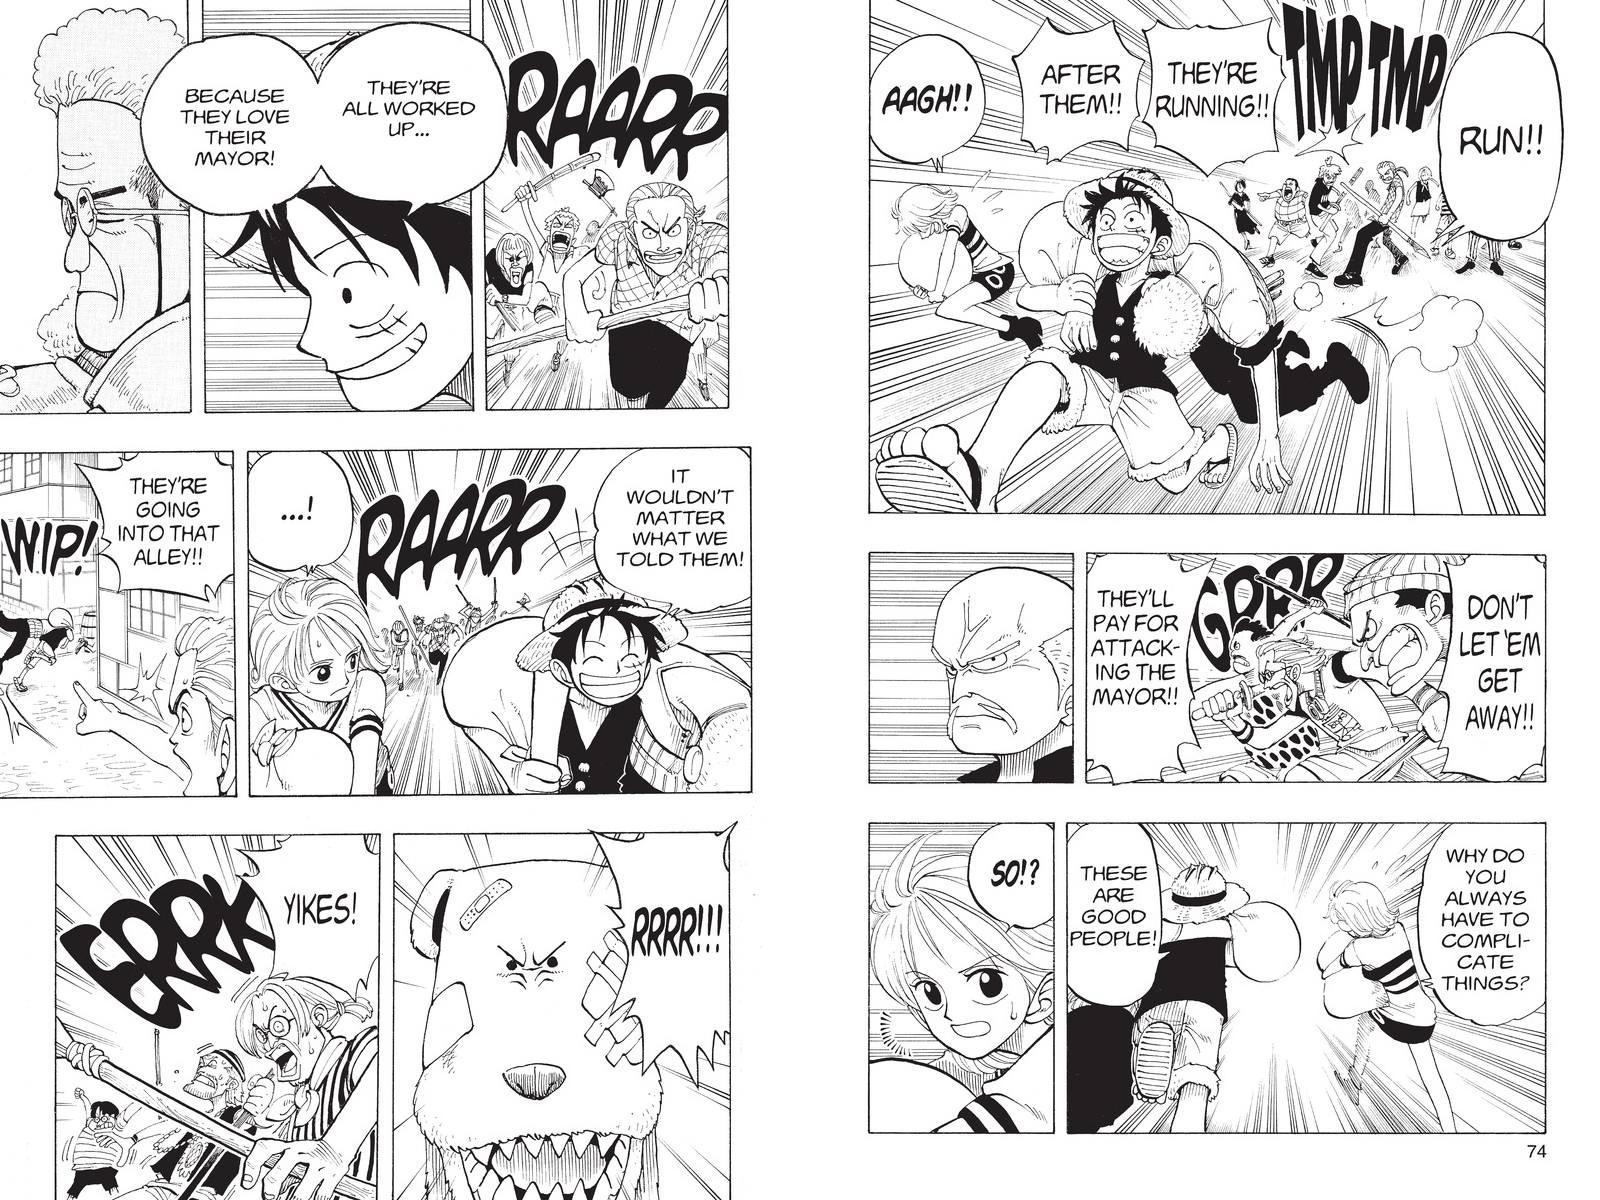 RUN!!
TMP TMP
THEY'RE
RUNNING!!
AFTER
THEM!!
AAGH!!
DON'T
LET 'EM
GET
AWAY!!
GRRR
THEY'LL
PAY FOR
ATTACK-
ING THE
MAYOR!!
WHY DO
YOU
ALWAYS
HAVE TO
COMPLI-
CATE
THINGS?
THESE
ARE
GOOD
PEOPLE!
SO!?
74
RAARR
THEY'RE
ALL WORKED
UP...
BECAUSE
THEY LOVE
THEIR
MAYOR!
IT
WOULDN'T
MATTER
WHAT WE
TOLD THEM!
RAARR
...!
THEY'RE
GOING
INTO THAT
ALLEY!!
WIP!
RRRR!!!
YIKES!
ERRRK